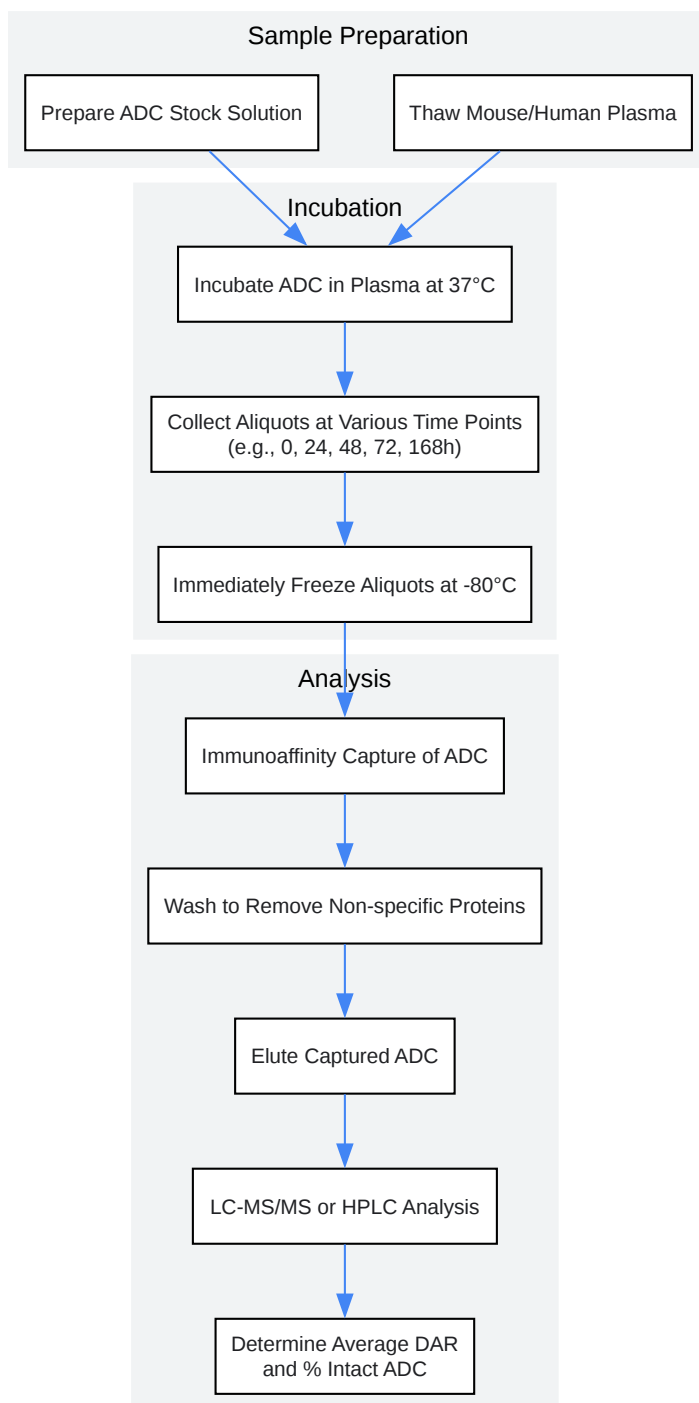 Sample Preparation
Prepare ADC Stock Solution
Thaw Mouse/Human Plasma
Incubation
Incubate ADC in Plasma at 37°C
Collect Aliquots at Various Time Points
(e.g., 0, 24, 48, 72, 168h)
Immediately Freeze Aliquots at -80°C
Analysis
Immunoaffinity Capture of ADC
Wash to Remove Non-specific Proteins
Elute Captured ADC
LC-MS/MS or HPLC Analysis
Determine Average DAR
and % Intact ADC